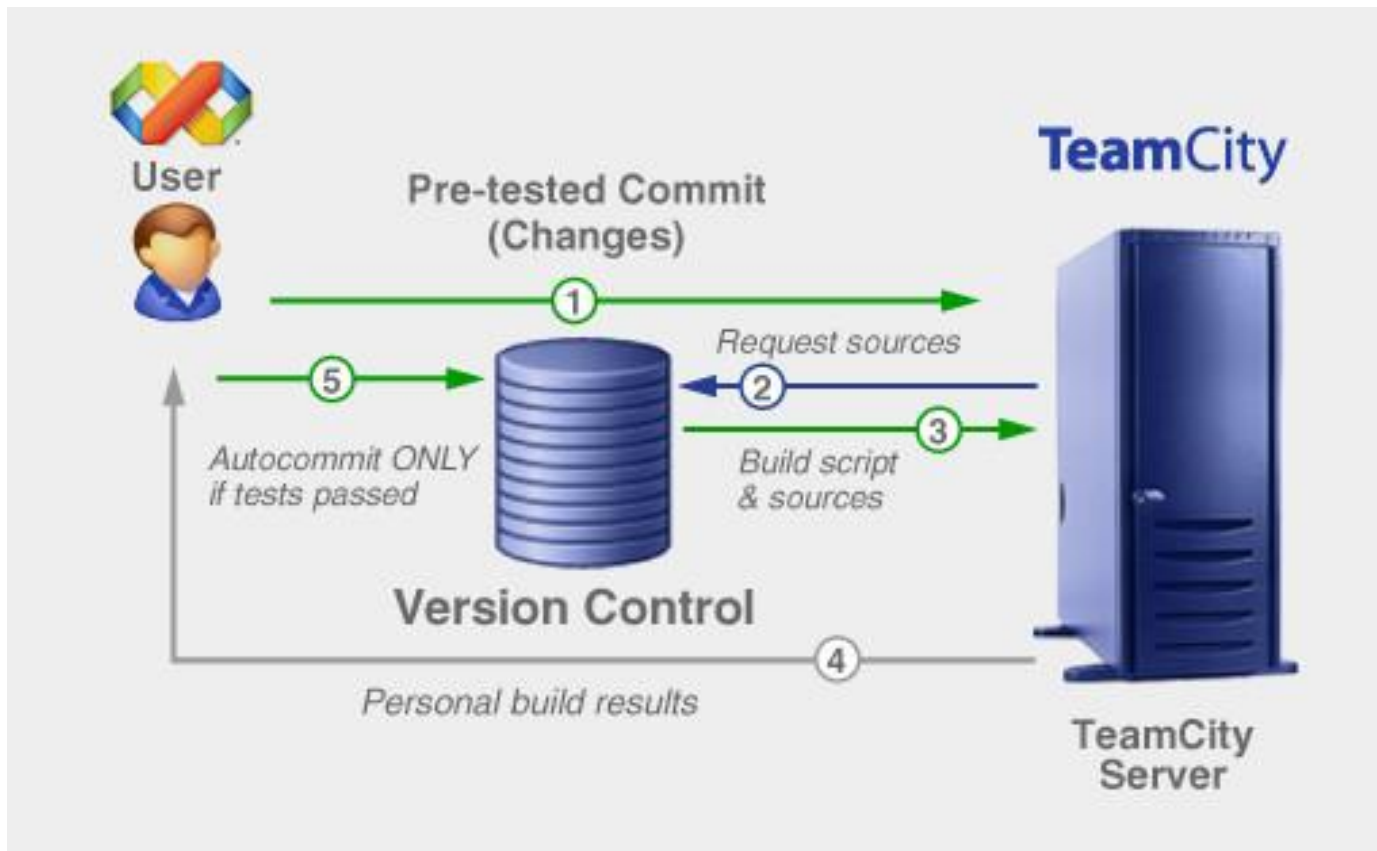 User
Pre-tested Commit
(Changes)
TeamCity
1
Request sources
5
2
3
Autocommit ONLY
if tests passed
Build script
& sources
Version Control
4
Personal build results
TeamCity
Server